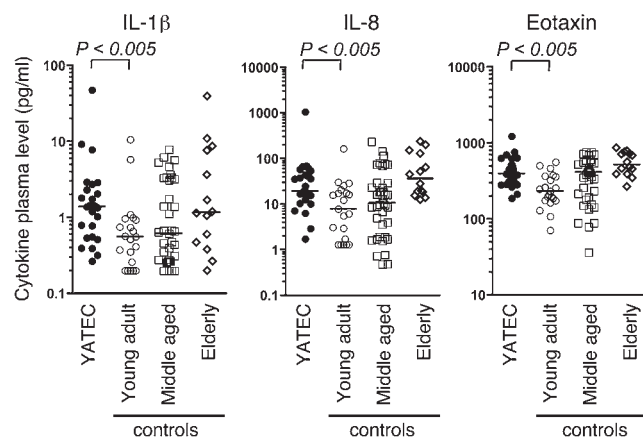 IL-1β
IL-8
Eotaxin
P < 0.005
P < 0.005
P < 0.005
Cytokine plasma level (pg/ml)
100
10
1
0.1
10000
1000
100
10
1
0.1
10000
1000
100
10
YATEC
Young adult
Middle aged
Elderly
YATEC
Young adult
Middle aged
Elderly
YATEC
Young adult
Middle aged
Elderly
controls
controls
controls